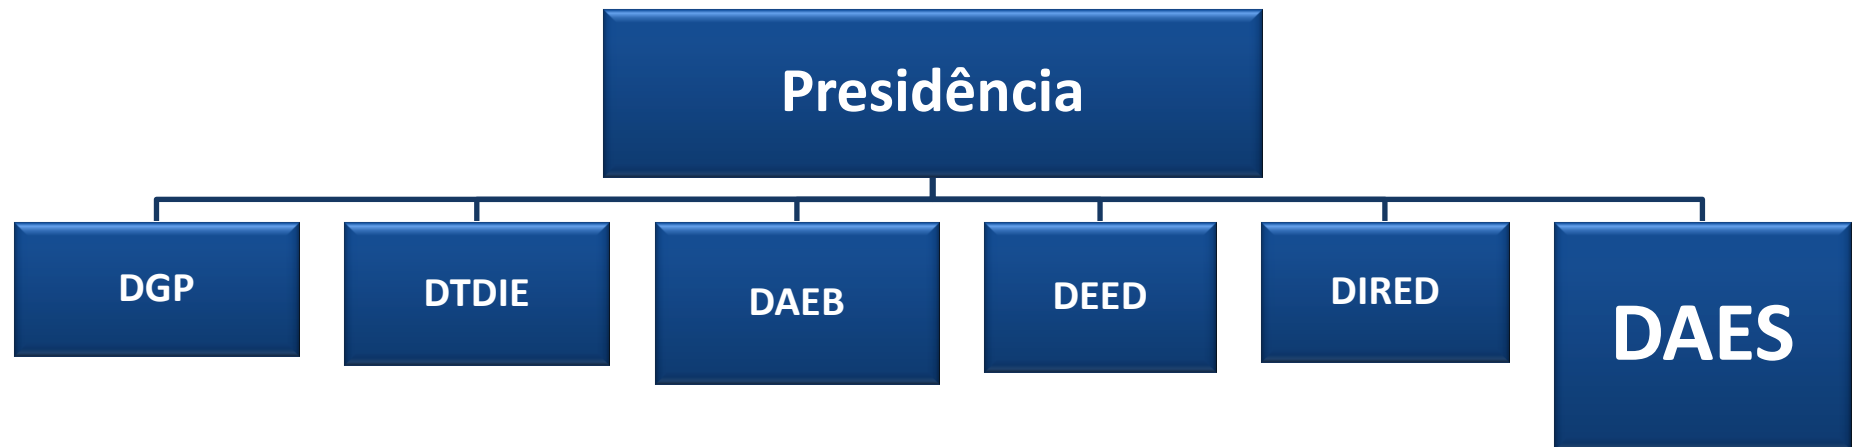 Presidência
DGP
DTDIE
DAEB
DEED
DIRED
DAES